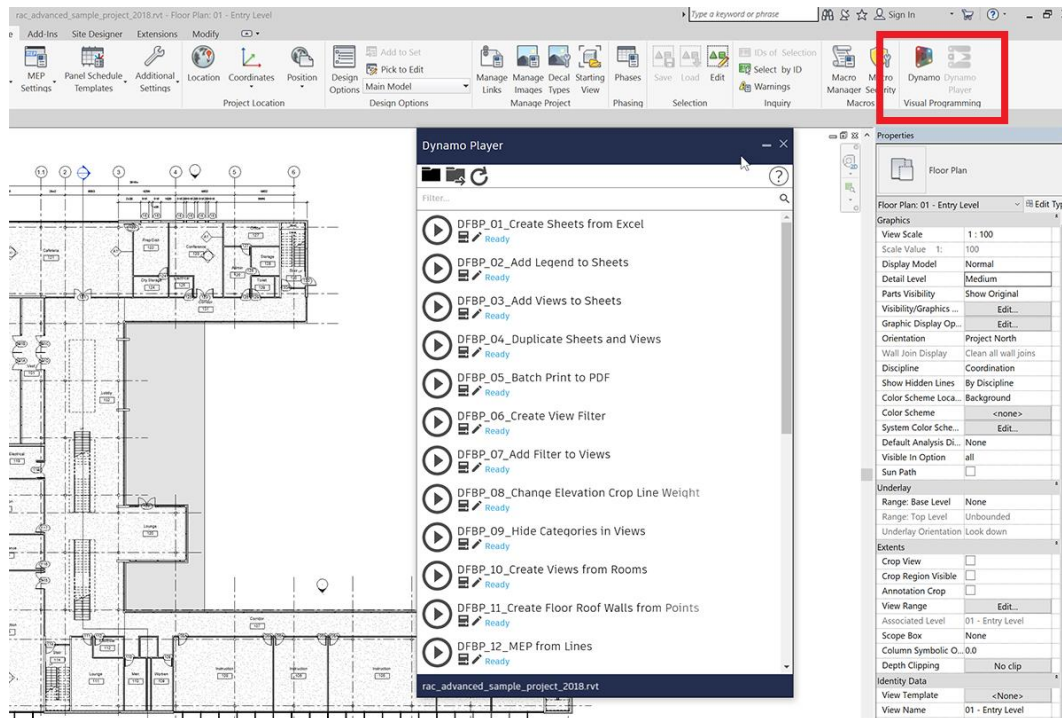 rac_advanced_sample_project_2018.rvt - Floor Plan: 01 - Entry Level
Type a keyword or phrase
Sign In
Add-Ins Site Designer Extensions Modify
MEP Settings
Panel Schedule Templates
Additional Settings
Location
Coordinates
Position
Project Location
Design Options
Add to Set
Pick to Edit
Main Model
Design Options
Manage Links
Manage Images
Decal Types
Starting View
Manage Project
Phases
Phasing
Save
Load
Edit
Selection
IDs of Selection
Select by ID
Warnings
Inquiry
Macro Manager
Macro Security
Macros
Dynamo
Dynamo Player
Visual Programming
Dynamo Player
Filter...
DFBP_01_Create Sheets from Excel
Ready
DFBP_02_Add Legend to Sheets
Ready
DFBP_03_Add Views to Sheets
Ready
DFBP_04_Duplicate Sheets and Views
Ready
DFBP_05_Batch Print to PDF
Ready
DFBP_06_Create View Filter
Ready
DFBP_07_Add Filter to Views
Ready
DFBP_08_Change Elevation Crop Line Weight
Ready
DFBP_09_Hide Categories in Views
Ready
DFBP_10_Create Views from Rooms
Ready
DFBP_11_Create Floor Roof Walls from Points
Ready
DFBP_12_MEP from Lines
Ready
rac_advanced_sample_project_2018.rvt
Properties
Floor Plan
Floor Plan: 01 - Entry Level Edit Typ
Graphics
View Scale 1 : 100
Scale Value 1: 100
Display Model Normal
Detail Level Medium
Parts Visibility Show Original
Visibility/Graphics ... Edit...
Graphic Display Op... Edit...
Orientation Project North
Wall Join Display Clean all wall joins
Discipline Coordination
Show Hidden Lines By Discipline
Color Scheme Loca... Background
Color Scheme <none>
System Color Sche... Edit...
Default Analysis Di... None
Visible In Option all
Sun Path
Underlay
Range: Base Level None
Range: Top Level Unbounded
Underlay Orientation Look down
Extents
Crop View
Crop Region Visible
Annotation Crop
View Range Edit...
Associated Level 01 - Entry Level
Scope Box None
Column Symbolic O... 0.0
Depth Clipping No clip
Identity Data
View Template <None>
View Name 01 - Entry Level